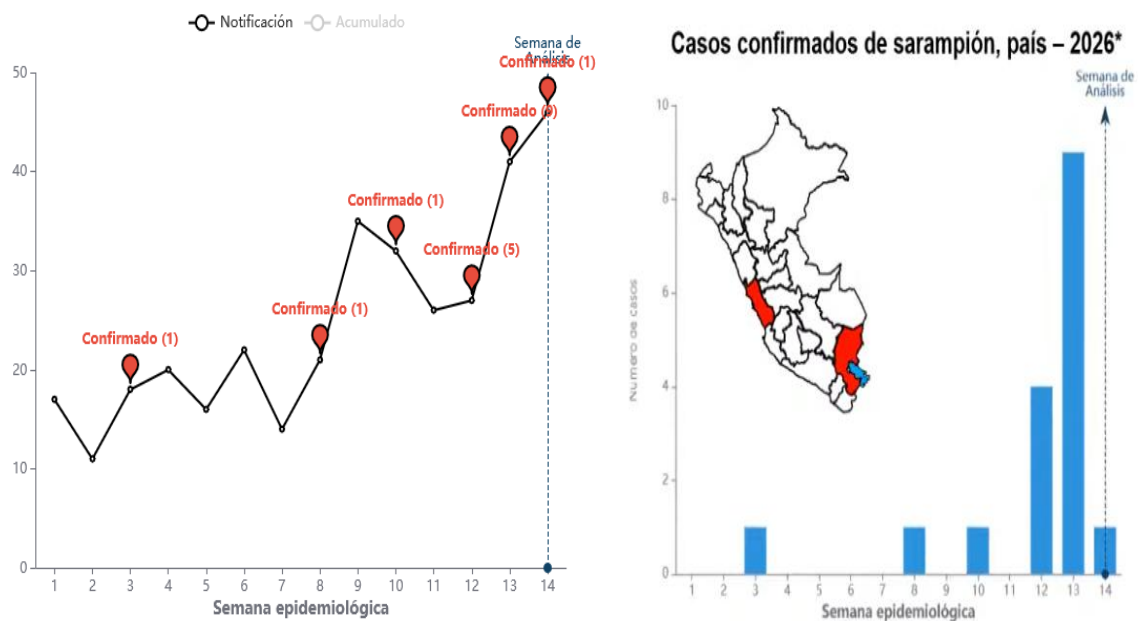 Notificación Acumulado
Semana de
Análisis
Confirmado (1)
50
Confirmado (9)
40
Confirmado (1)
Confirmado (5)
30
Confirmado (1)
Confirmado (1)
20
10
0
1 2 3 4 5 6 7 8 9 10 11 12 13 14
Semana epidemiológica
Casos confirmados de sarampión, país – 2026*
Semana de
Análisis
10
8
6
4
2
0
Numero de casos
1 2 3 4 5 6 7 8 9 10 11 12 13 14
Semana epidemiológica